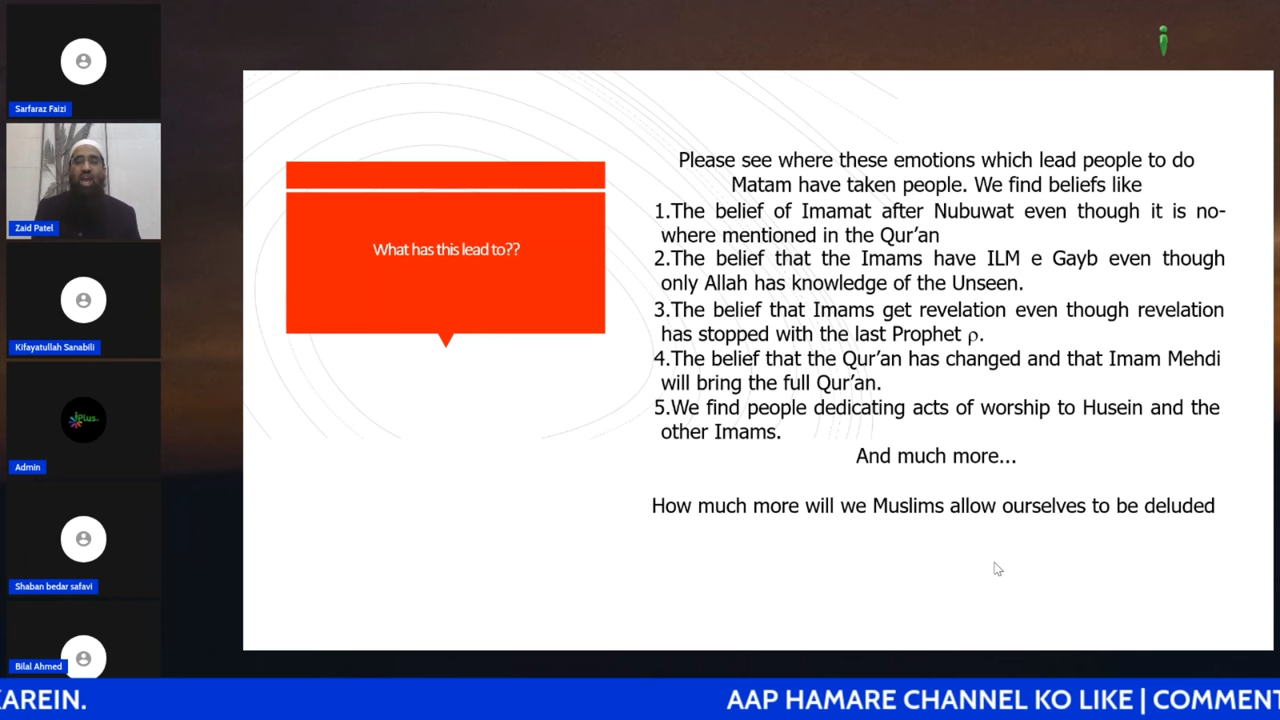 Sarfaraz Faizi
Zaid Patel
Kifayatullah Sanabili
iPlus
Admin
Shaban bedar safavi
Bilal Ahmed
What has this lead to??
Please see where these emotions which lead people to do
Matam have taken people. We find beliefs like
1.The belief of Imamat after Nubuwat even though it is no-
where mentioned in the Qur’an
2.The belief that the Imams have ILM e Gayb even though
only Allah has knowledge of the Unseen.
3.The belief that Imams get revelation even though revelation
has stopped with the last Prophet ρ.
4.The belief that the Qur’an has changed and that Imam Mehdi
will bring the full Qur’an.
5.We find people dedicating acts of worship to Husein and the
other Imams.
And much more...
How much more will we Muslims allow ourselves to be deluded
KAREIN. AAP HAMARE CHANNEL KO LIKE | COMMENT